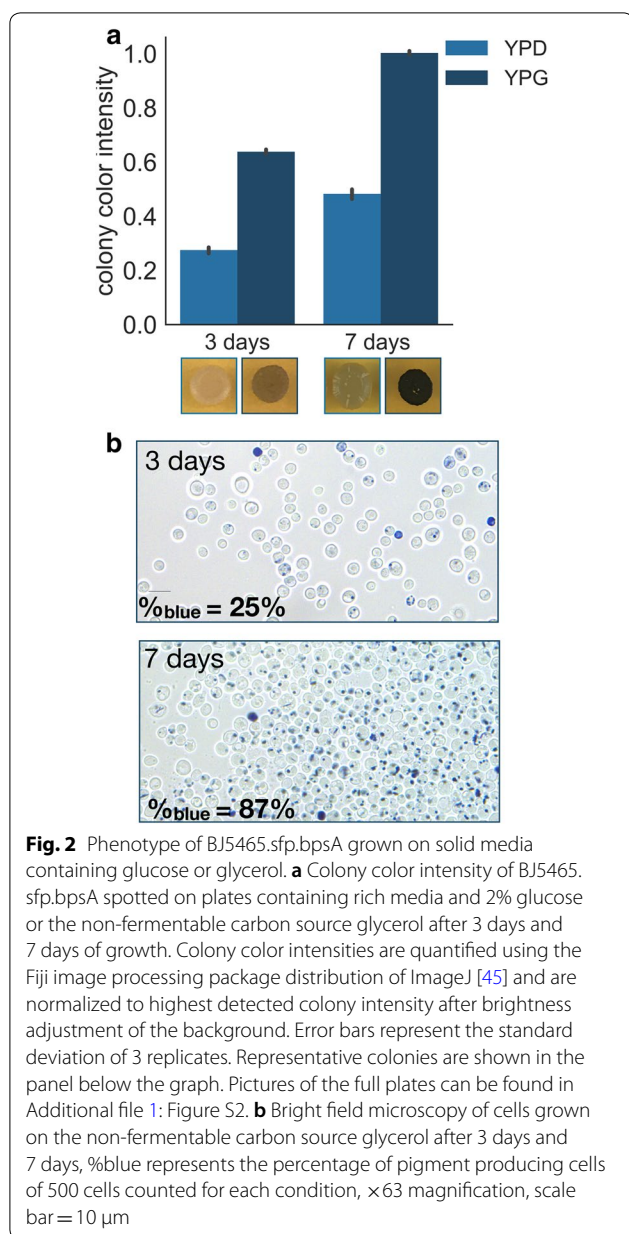 a
1.0
0.8
0.6
0.4
0.2
0.0
colony color intensity
YPD
YPG
3 days 7 days
b
3 days
%blue = 25%
7 days
%blue = 87%
Fig. 2 Phenotype of BJ5465.sfp.bpsA grown on solid media
containing glucose or glycerol. a Colony color intensity of BJ5465.
sfp.bpsA spotted on plates containing rich media and 2% glucose
or the non-fermentable carbon source glycerol after 3 days and
7 days of growth. Colony color intensities are quantified using the
Fiji image processing package distribution of ImageJ [45] and are
normalized to highest detected colony intensity after brightness
adjustment of the background. Error bars represent the standard
deviation of 3 replicates. Representative colonies are shown in the
panel below the graph. Pictures of the full plates can be found in
Additional file 1: Figure S2. b Bright field microscopy of cells grown
on the non-fermentable carbon source glycerol after 3 days and
7 days, %blue represents the percentage of pigment producing cells
of 500 cells counted for each condition, ×63 magnification, scale
bar = 10 μm